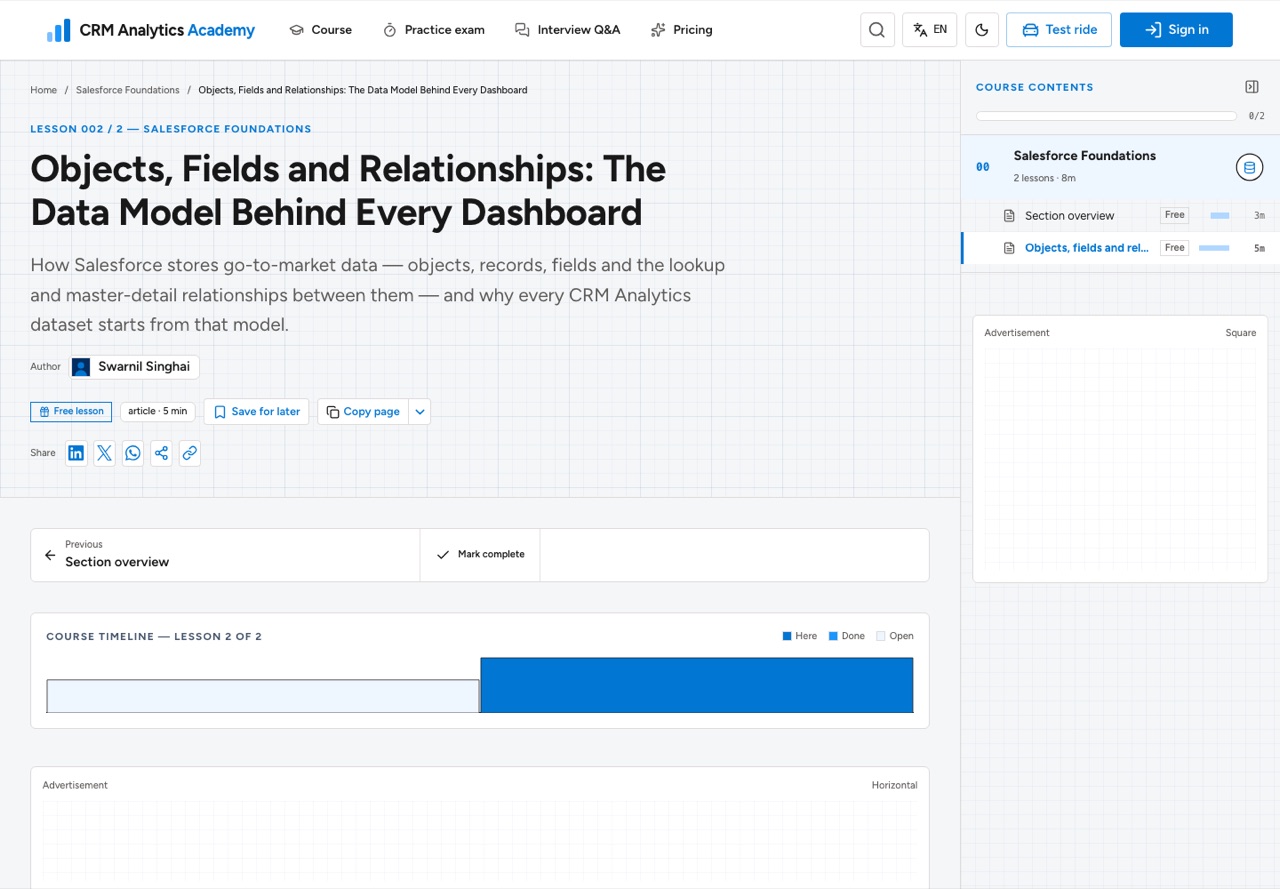 CRM Analytics Academy
Course
Practice exam
Interview Q&A
Pricing
EN
Test ride
Sign in
Home / Salesforce Foundations / Objects, Fields and Relationships: The Data Model Behind Every Dashboard
LESSON 002 / 2 — SALESFORCE FOUNDATIONS
Objects, Fields and Relationships: The
Data Model Behind Every Dashboard
How Salesforce stores go-to-market data — objects, records, fields and the lookup
and master-detail relationships between them — and why every CRM Analytics
dataset starts from that model.
Author Swarnil Singhai
Free lesson
article · 5 min
Save for later
Copy page
Share
Previous
Section overview
Mark complete
COURSE TIMELINE — LESSON 2 OF 2
Here
Done
Open
Advertisement
Horizontal
COURSE CONTENTS
0/2
00
Salesforce Foundations
2 lessons · 8m
Section overview Free 3m
Objects, fields and rel... Free 5m
Advertisement
Square